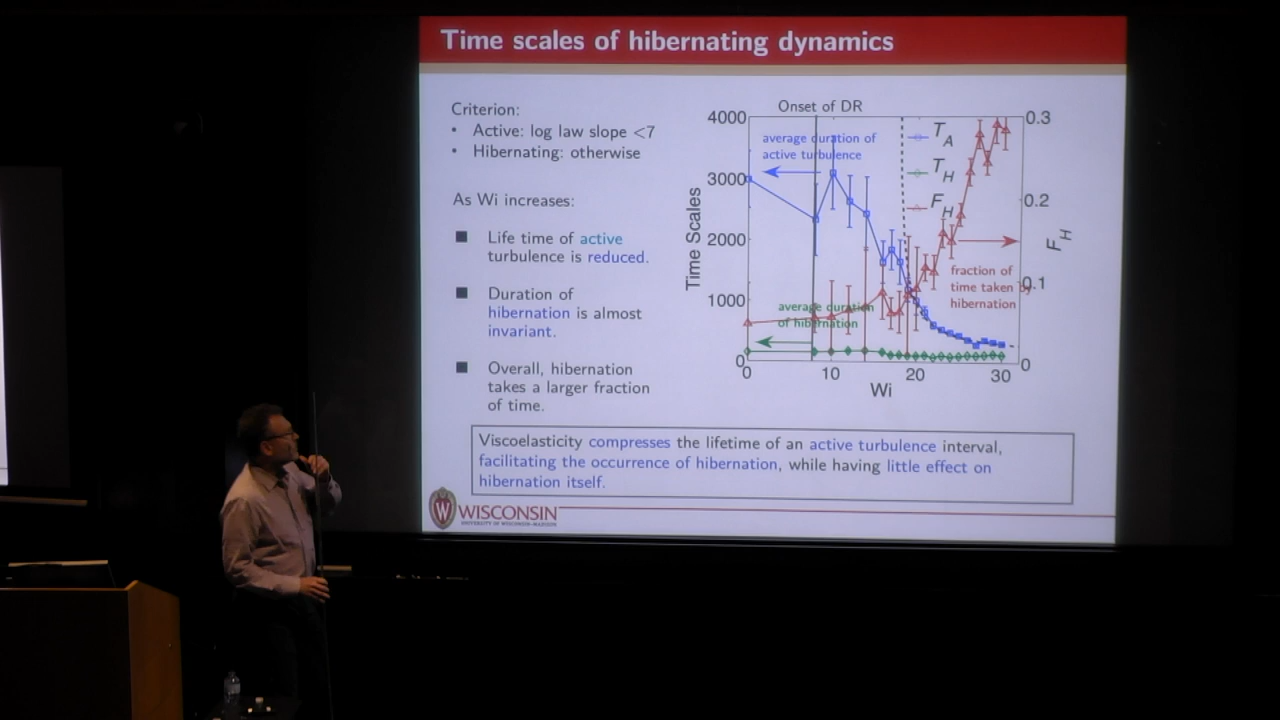 Time scales of hibernating dynamics
Criterion:
• Active: log law slope <7
• Hibernating: otherwise
As Wi increases:
Life time of active
turbulence is reduced.
Duration of
hibernation is almost
invariant.
Overall, hibernation
takes a larger fraction
of time.
Onset of DR
4000
3000
2000
1000
0
Time Scales
average duration of
active turbulence
average duration
of hibernation
T_A
T_H
F_H
fraction of
time taken by
hibernation
0.3
0.2
0.1
0
F_H
0 10 20 30
Wi
Viscoelasticity compresses the lifetime of an active turbulence interval,
facilitating the occurrence of hibernation, while having little effect on
hibernation itself.
W WISCONSIN
UNIVERSITY OF WISCONSIN-MADISON